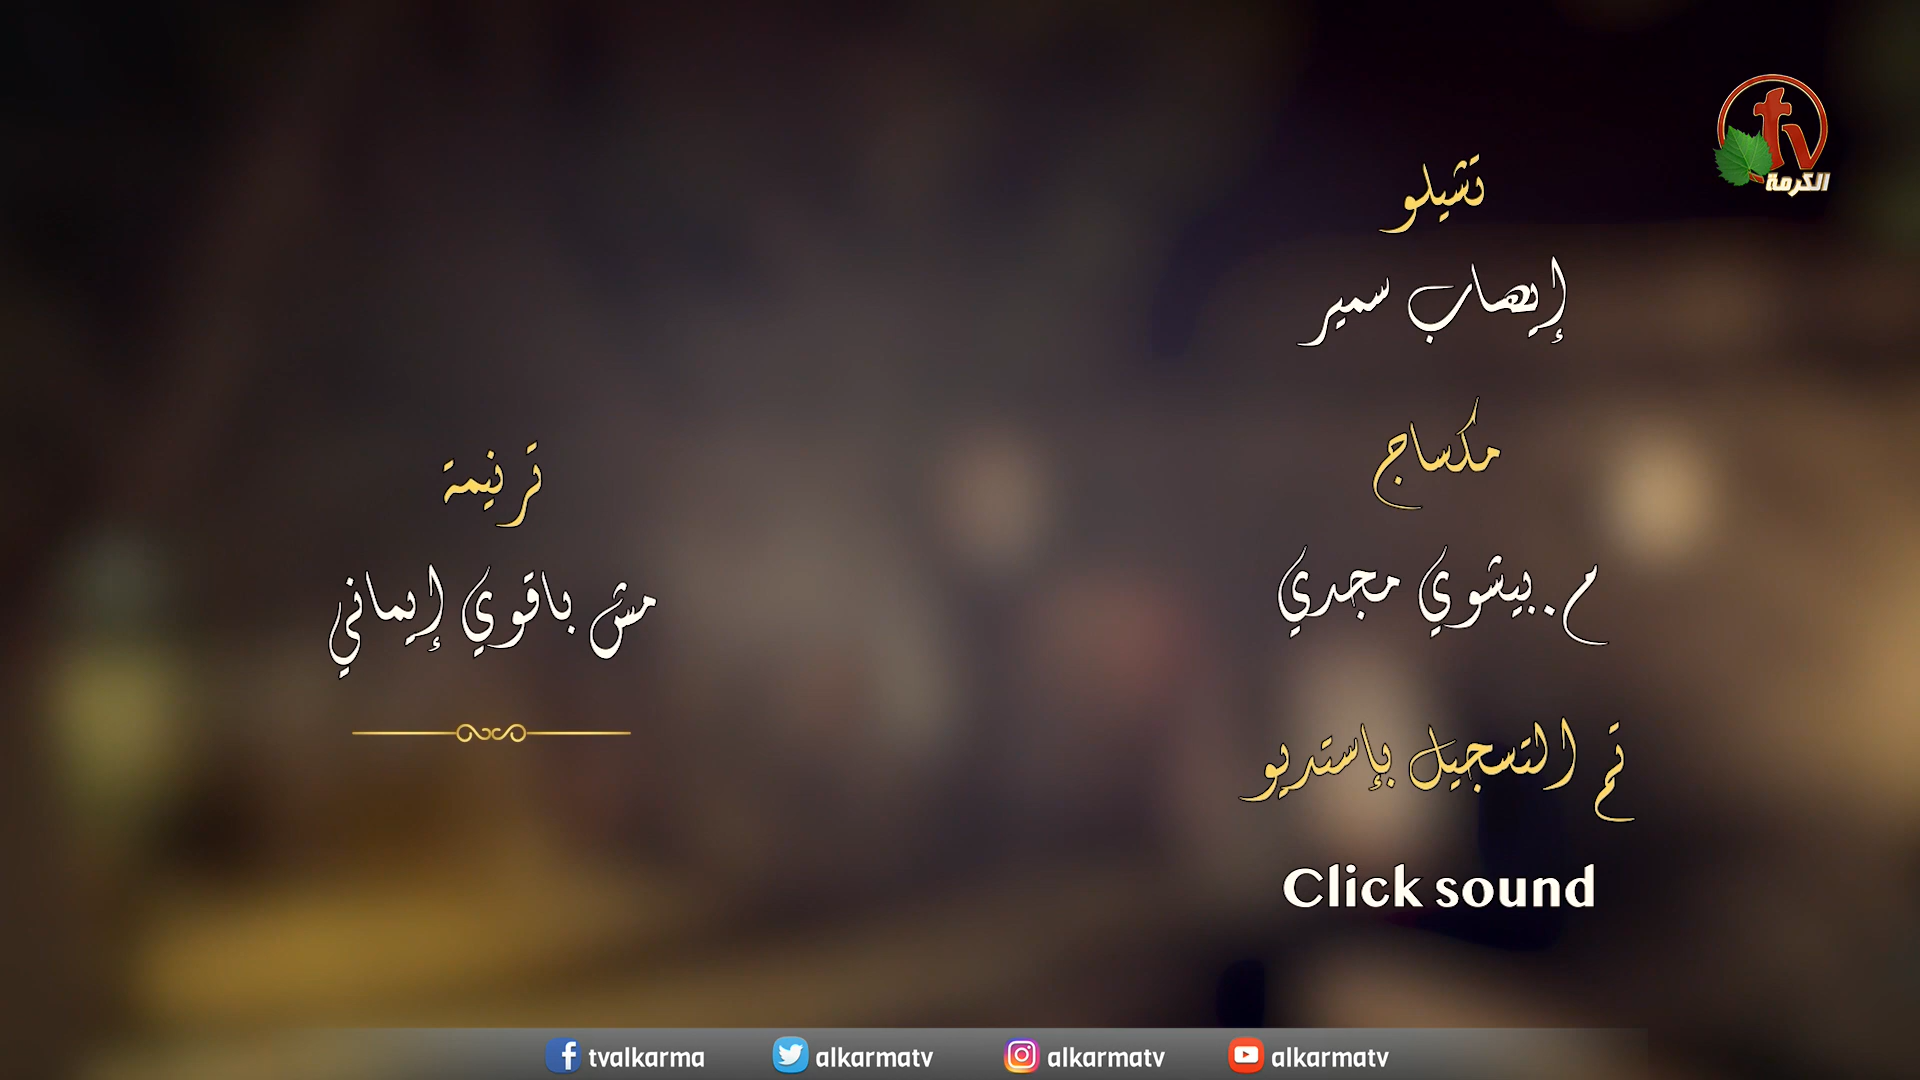 tv
الكرمة
تشيلو
إيهاب سمير
مكساج
م. بيشوي مجدي
تم التسجيل بإستديو
Click sound
ترنيمة
مش باقوي إيماني
tvalkarma
alkarmatv
alkarmatv
alkarmatv